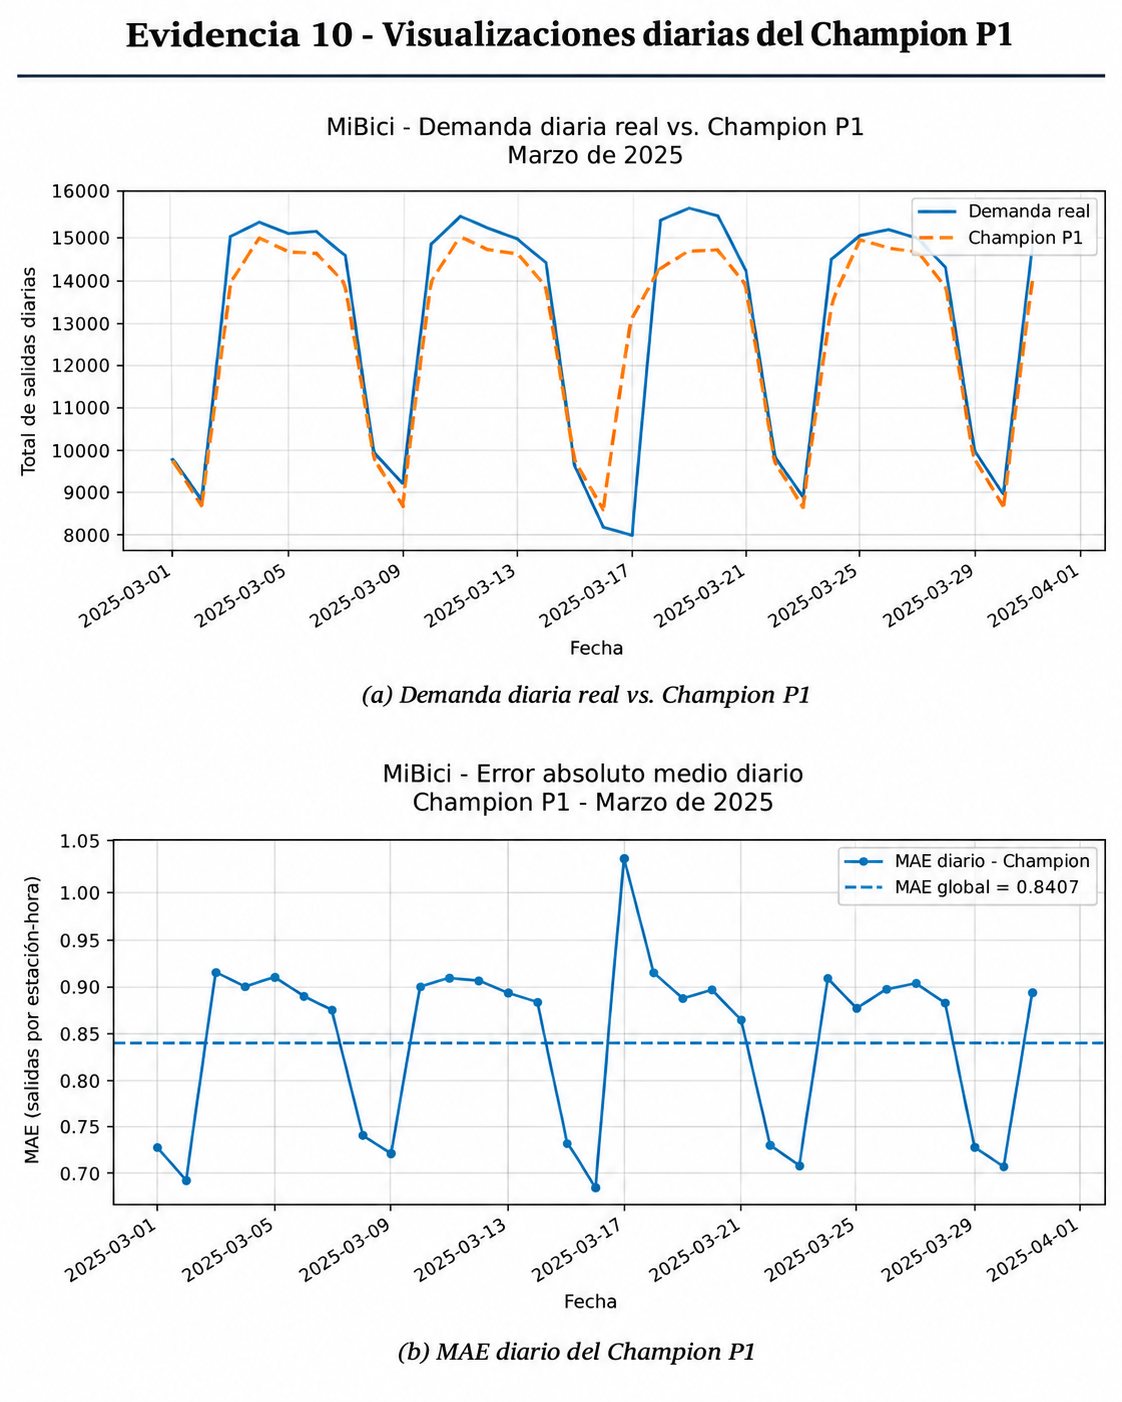 Evidencia 10 - Visualizaciones diarias del Champion P1
MiBici - Demanda diaria real vs. Champion P1
Marzo de 2025
16000
15000
14000
13000
12000
11000
10000
9000
8000
Total de salidas diarias
Demanda real
Champion P1
2025-03-01
2025-03-05
2025-03-09
2025-03-13
2025-03-17
2025-03-21
2025-03-25
2025-03-29
2025-04-01
Fecha
(a) Demanda diaria real vs. Champion P1
MiBici - Error absoluto medio diario
Champion P1 - Marzo de 2025
1.05
1.00
0.95
0.90
0.85
0.80
0.75
0.70
MAE (salidas por estación-hora)
MAE diario - Champion
MAE global = 0.8407
2025-03-01
2025-03-05
2025-03-09
2025-03-13
2025-03-17
2025-03-21
2025-03-25
2025-03-29
2025-04-01
Fecha
(b) MAE diario del Champion P1